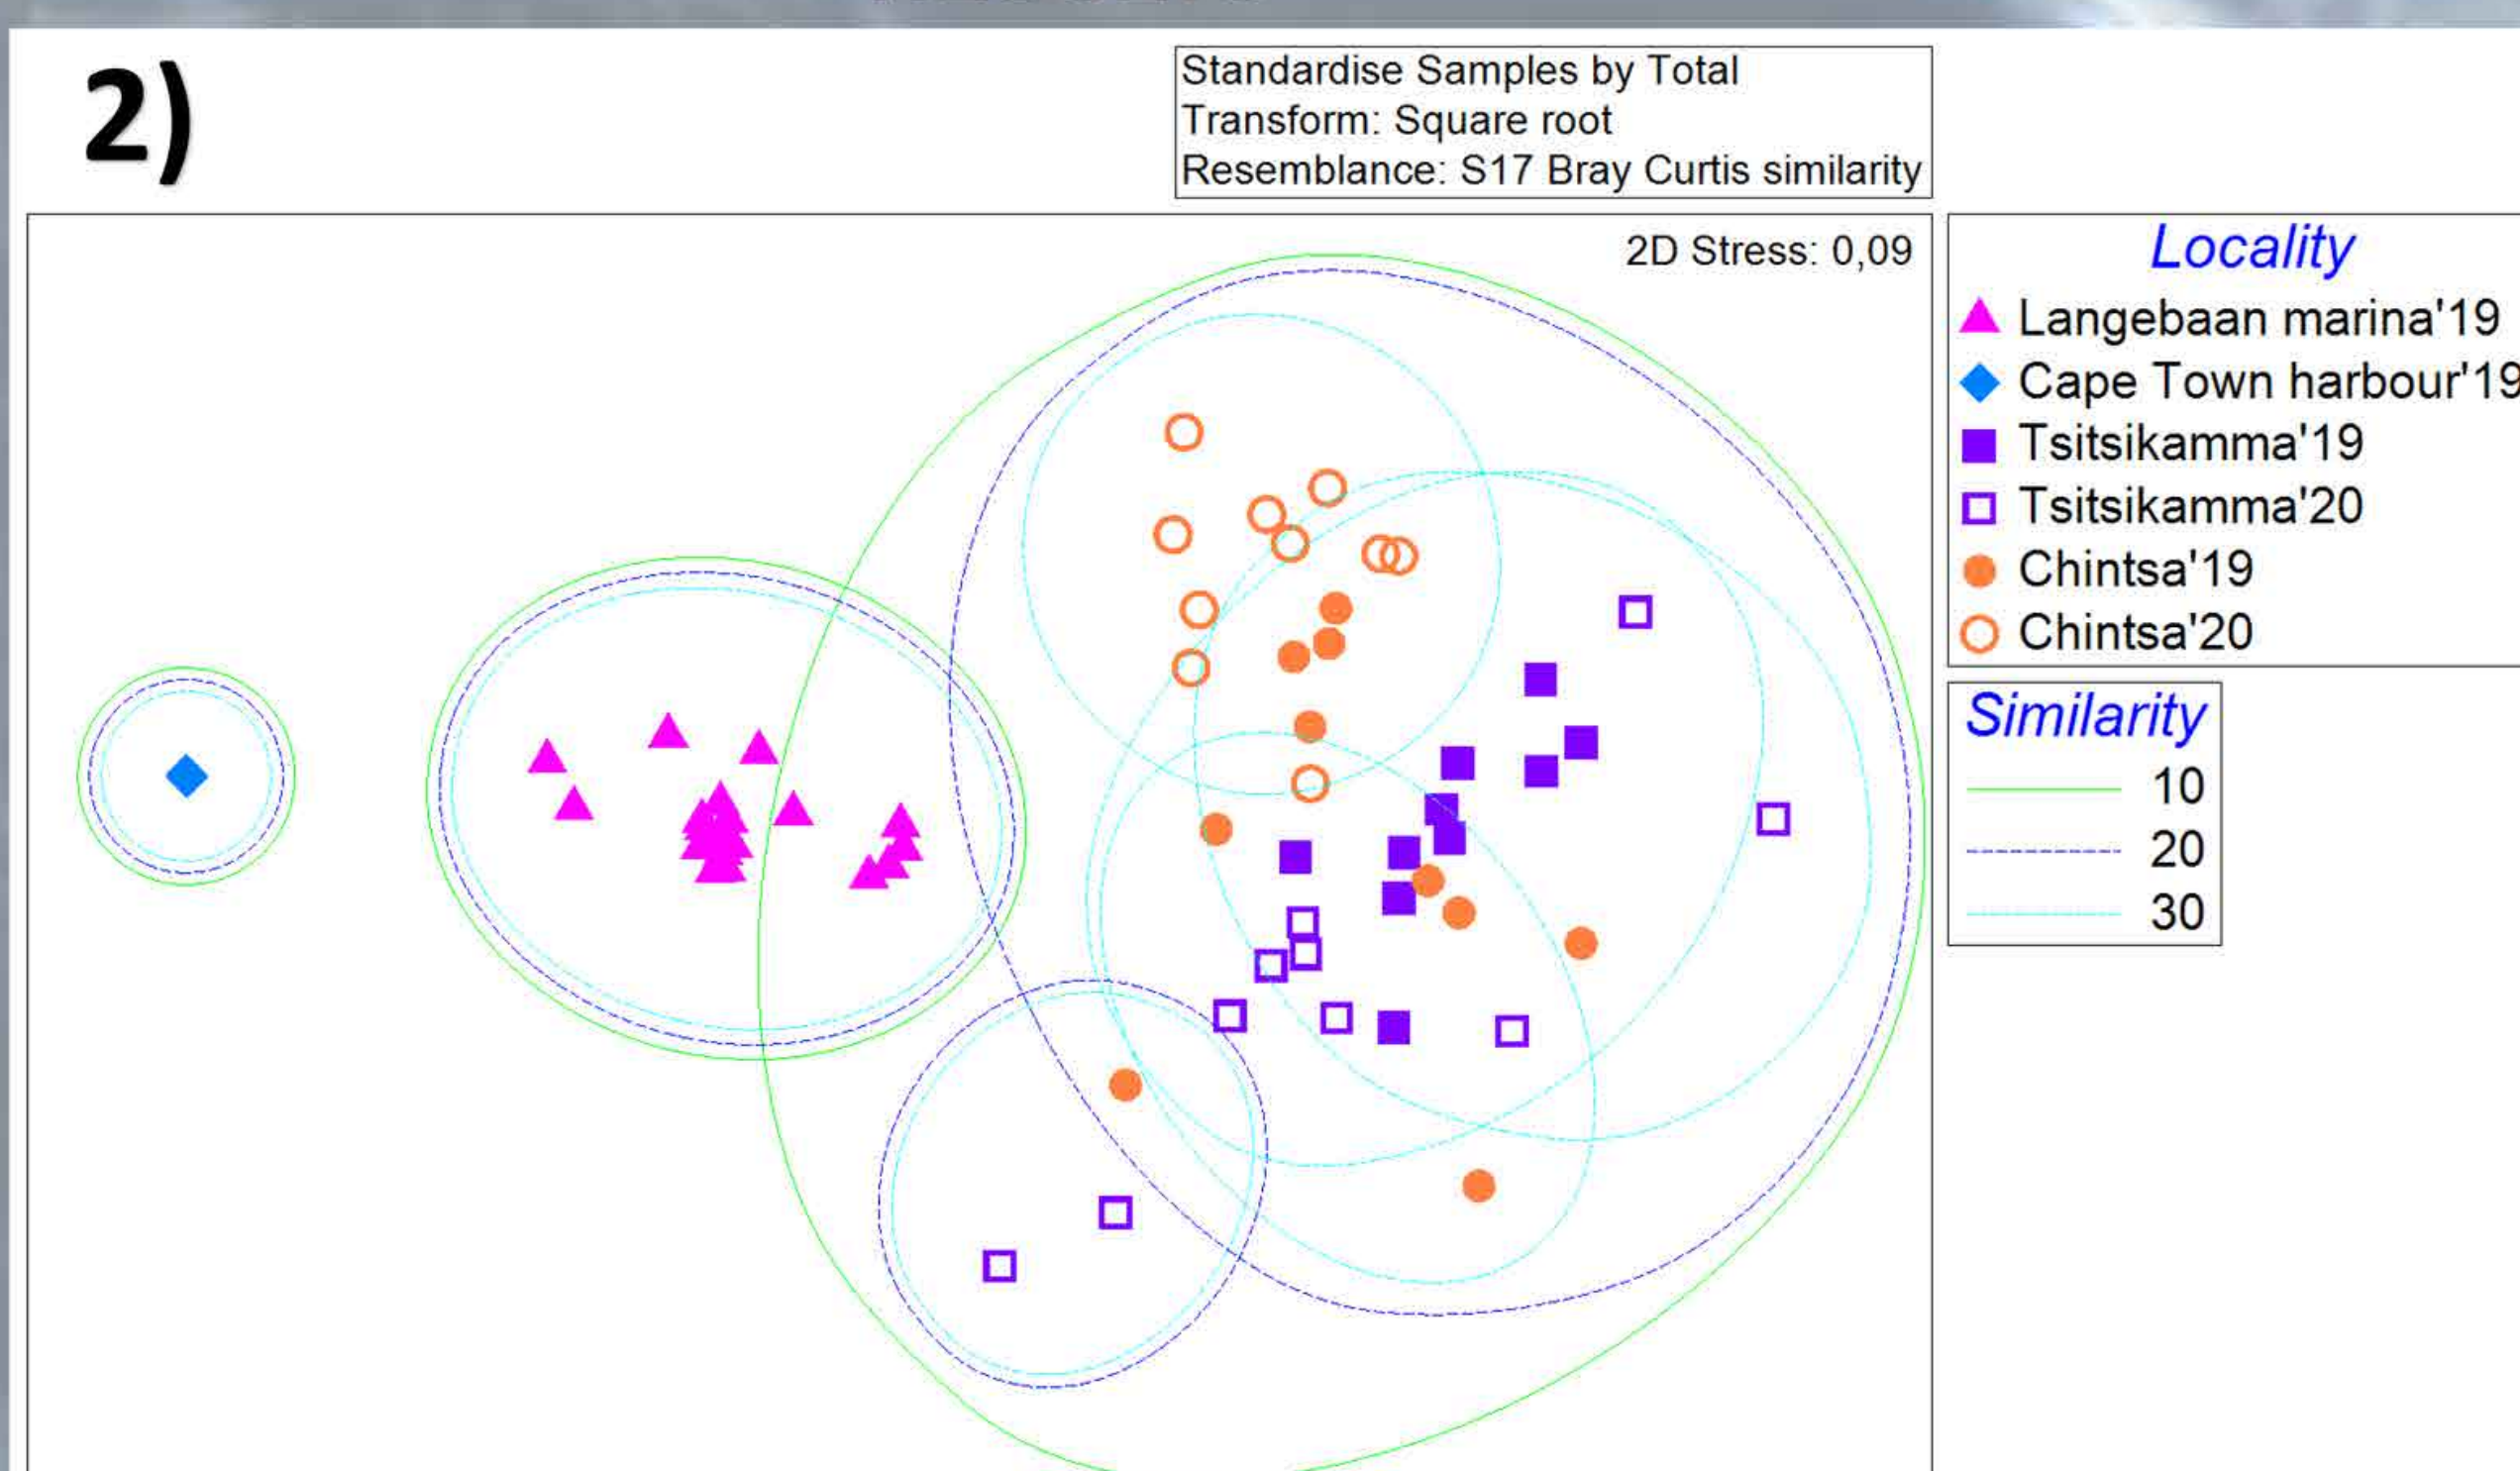 2)
Standardise Samples by Total
Transform: Square root
Resemblance: S17 Bray Curtis similarity
2D Stress: 0,09
Locality
Langebaan marina'19
Cape Town harbour'19
Tsitsikamma'19
Tsitsikamma'20
Chintsa'19
Chintsa'20
Similarity
10
20
30